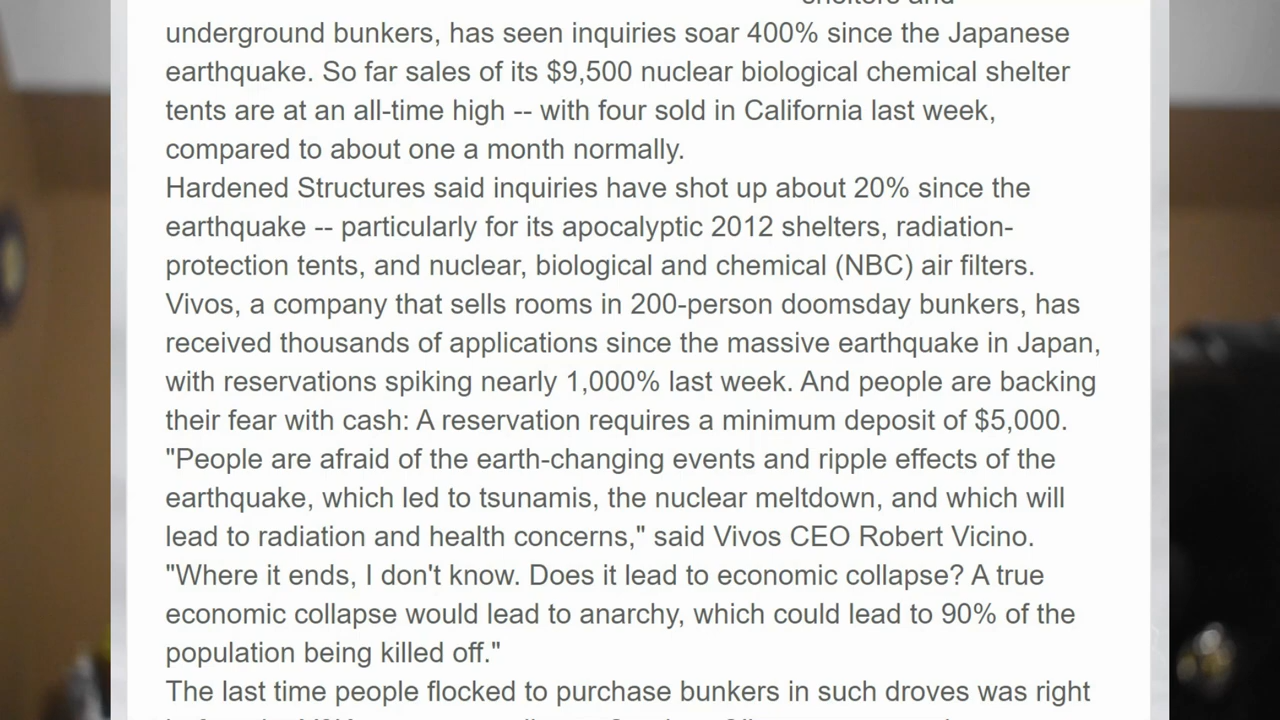 shelters and
underground bunkers, has seen inquiries soar 400% since the Japanese
earthquake. So far sales of its $9,500 nuclear biological chemical shelter
tents are at an all-time high -- with four sold in California last week,
compared to about one a month normally.
Hardened Structures said inquiries have shot up about 20% since the
earthquake -- particularly for its apocalyptic 2012 shelters, radiation-
protection tents, and nuclear, biological and chemical (NBC) air filters.
Vivos, a company that sells rooms in 200-person doomsday bunkers, has
received thousands of applications since the massive earthquake in Japan,
with reservations spiking nearly 1,000% last week. And people are backing
their fear with cash: A reservation requires a minimum deposit of $5,000.
"People are afraid of the earth-changing events and ripple effects of the
earthquake, which led to tsunamis, the nuclear meltdown, and which will
lead to radiation and health concerns," said Vivos CEO Robert Vicino.
"Where it ends, I don't know. Does it lead to economic collapse? A true
economic collapse would lead to anarchy, which could lead to 90% of the
population being killed off."
The last time people flocked to purchase bunkers in such droves was right